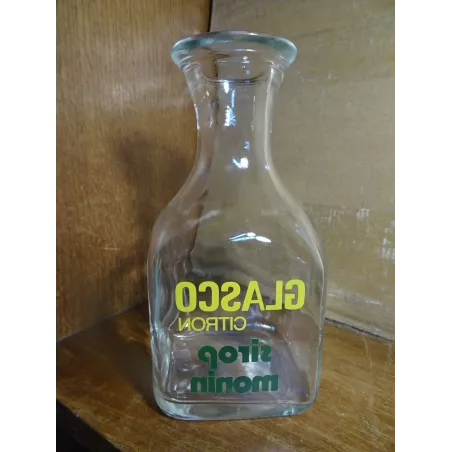 GLASCO
CITRON
sirop
monin